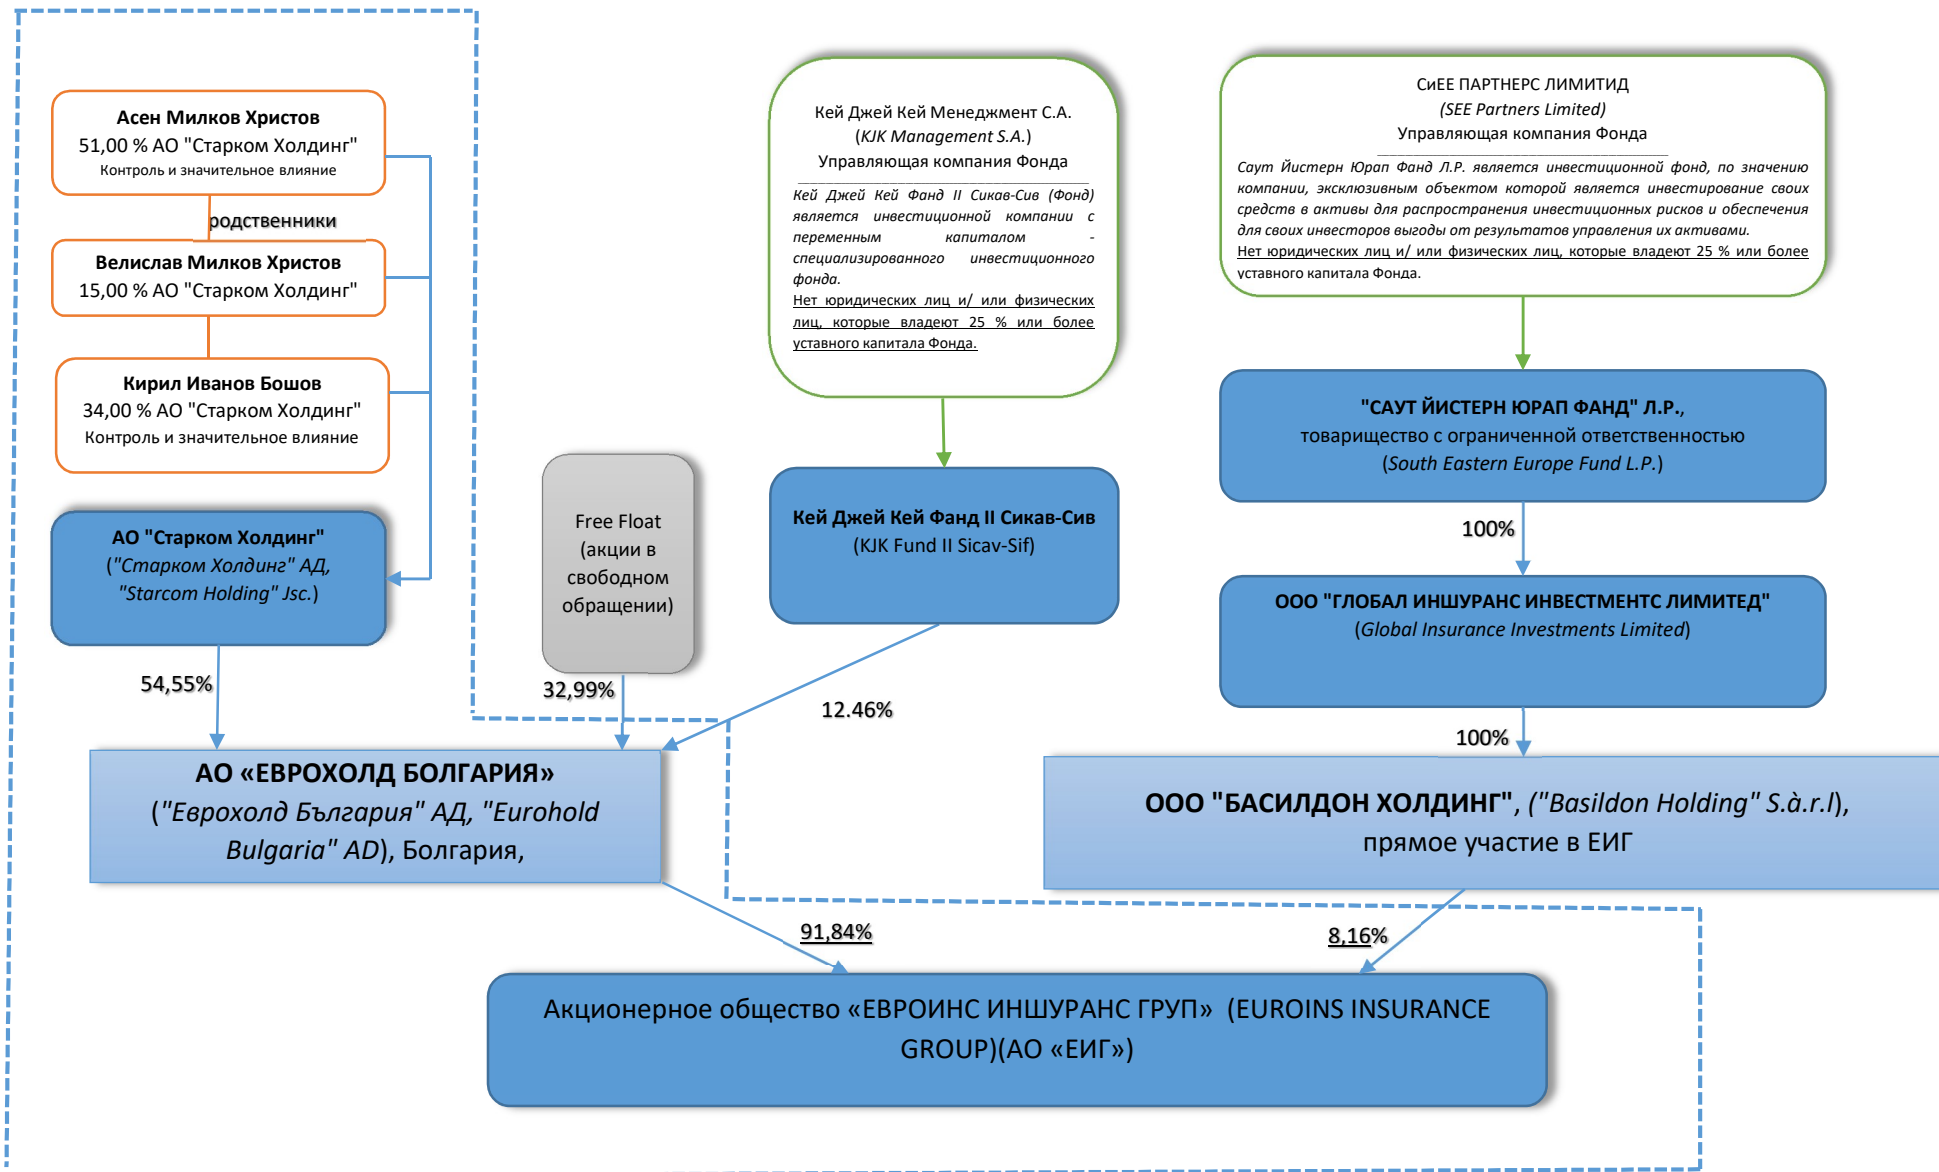 Асен Милков Христов
51,00 % АО "Старком Холдинг"
Контроль и значительное влияние
родственники
Велислав Милков Христов
15,00 % АО "Старком Холдинг"
Кирил Иванов Бошов
34,00 % АО "Старком Холдинг"
Контроль и значительное влияние
АО "Старком Холдинг"
("Старком Холдинг" АД,
"Starcom Holding" Jsc.)
54,55%
Free Float
(акции в
свободном
обращении)
32,99%
Кей Джей Кей Менеджмент С.А.
(KJK Management S.A.)
Управляющая компания Фонда
Кей Джей Кей Фанд II Сикав-Сив (Фонд)
является инвестиционной компании с
переменным капиталом -
специализированного инвестиционного
фонда.
Нет юридических лиц и/ или физических
лиц, которые владеют 25 % или более
уставного капитала Фонда.
Кей Джей Кей Фанд II Сикав-Сив
(KJK Fund II Sicav-Sif)
12.46%
СиЕЕ ПАРТНЕРС ЛИМИТИД
(SEE Partners Limited)
Управляющая компания Фонда
Саут Йистерн Юрап Фанд Л.Р. является инвестиционной фонд, по значению
компании, эксклюзивным объектом которой является инвестирование своих
средств в активы для распространения инвестиционных рисков и обеспечения
для своих инвесторов выгоды от результатов управления их активами.
Нет юридических лиц и/ или физических лиц, которые владеют 25 % или более
уставного капитала Фонда.
"САУТ ЙИСТЕРН ЮРАП ФАНД" Л.Р.,
товарищество с ограниченной ответственностью
(South Eastern Europe Fund L.P.)
100%
ООО "ГЛОБАЛ ИНШУРАНС ИНВЕСТМЕНТС ЛИМИТЕД"
(Global Insurance Investments Limited)
100%
АО «ЕВРОХОЛД БОЛГАРИЯ»
("Еврохолд България" АД, "Eurohold
Bulgaria" AD), Болгария,
ООО "БАСИЛДОН ХОЛДИНГ", ("Basildon Holding" S.à.r.l),
прямое участие в ЕИГ
91,84%
8,16%
Акционерное общество «ЕВРОИНС ИНШУРАНС ГРУП» (EUROINS INSURANCE
GROUP)(АО «ЕИГ»)